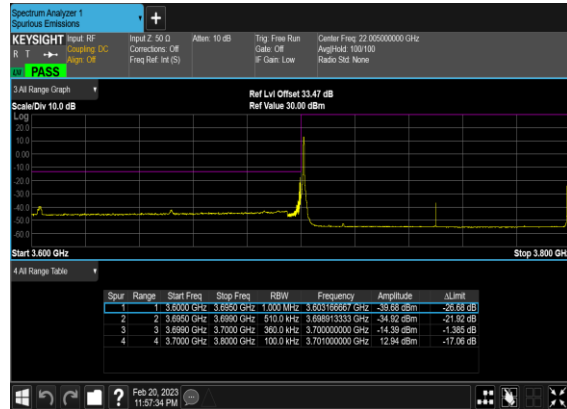 Spectrum Analyzer 1
Spurious Emissions
+
KEYSIGHT Input: RF Input Z: 50 Ω Atten: 10 dB Trig: Free Run Center Freq: 22.005000000 GHz
R T Coupling: DC Corrections: Off Gate: Off Avg|Hold: 100/100
Align: Off Freq Ref: Int (S) IF Gain: Low Radio Std: None
PASS
3 All Range Graph Ref Lvl Offset 33.47 dB
Scale/Div 10.0 dB Ref Value 30.00 dBm
Log
20.0
10.0
0.00
-10.0
-20.0
-30.0
-40.0
-50.0
-60.0
Start 3.600 GHz Stop 3.800 GHz
4 All Range Table
Spur Range Start Freq Stop Freq RBW Frequency Amplitude ΔLimit
1 1 3.6000 GHz 3.6950 GHz 1.000 MHz 3.603166667 GHz -39.68 dBm -26.68 dB
2 2 3.6950 GHz 3.6990 GHz 510.0 kHz 3.698913333 GHz -34.92 dBm -21.92 dB
3 3 3.6990 GHz 3.7000 GHz 360.0 kHz 3.700000000 GHz -14.39 dBm -1.385 dB
4 4 3.7000 GHz 3.8000 GHz 100.0 kHz 3.701000000 GHz 12.94 dBm -17.06 dB
? Feb 20, 2023
11:57:34 PM